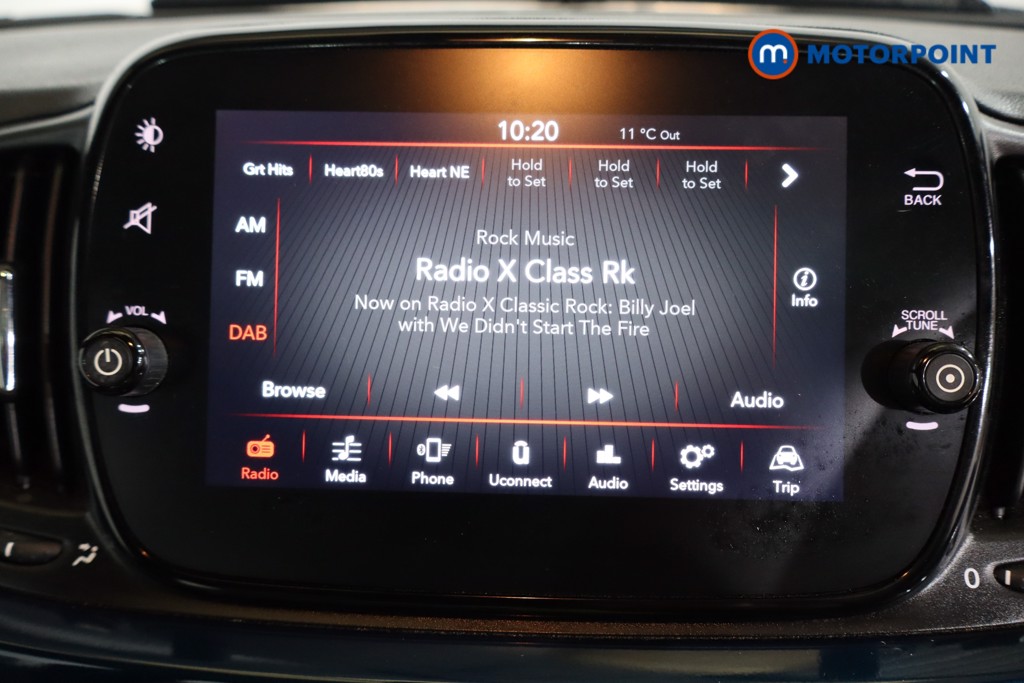 m. MOTORPOINT
10:20 11 °C Out
Grt Hits Heart80s Heart NE Hold to Set Hold to Set Hold to Set
BACK
AM
FM
DAB
Rock Music
Radio X Class Rk
Now on Radio X Classic Rock: Billy Joel
with We Didn't Start The Fire
i
Info
VOL
SCROLL
TUNE
Browse Audio
Radio Media Phone Uconnect Audio Settings Trip
0